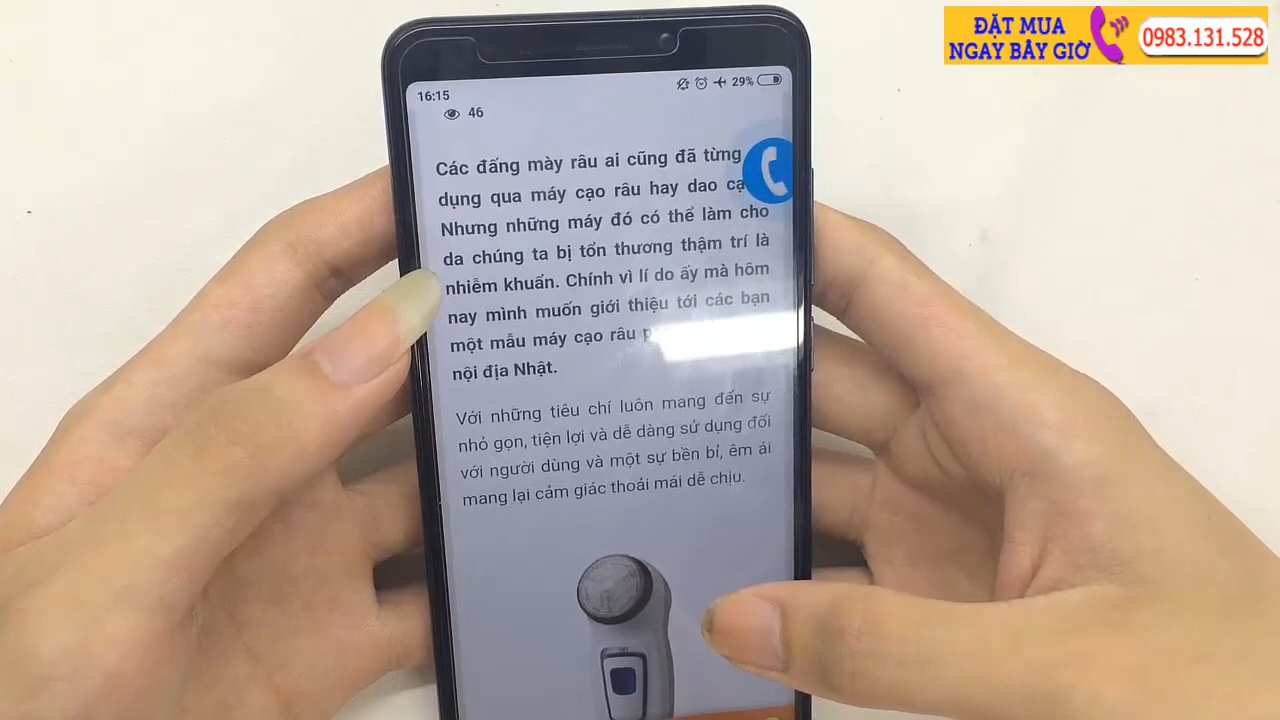 ĐẶT MUA
NGAY BÂY GIỜ
0983.131.528
16:15
29%
46
Các đấng mày râu ai cũng đã từng
dụng qua máy cạo râu hay dao
Nhưng những máy đó có thể làm cho
da chúng ta bị tổn thương thậm trí là
nhiễm khuẩn. Chính vì lí do ấy mà hôm
nay mình muốn giới thiệu tới các bạn
một mẫu máy cạo râu
nội địa Nhật.
Với những tiêu chí luôn mang đến sự
nhỏ gọn, tiện lợi và dễ dàng sử dụng đối
với người dùng và một sự bền bỉ, êm ái
mang lại cảm giác thoải mái dễ chịu.